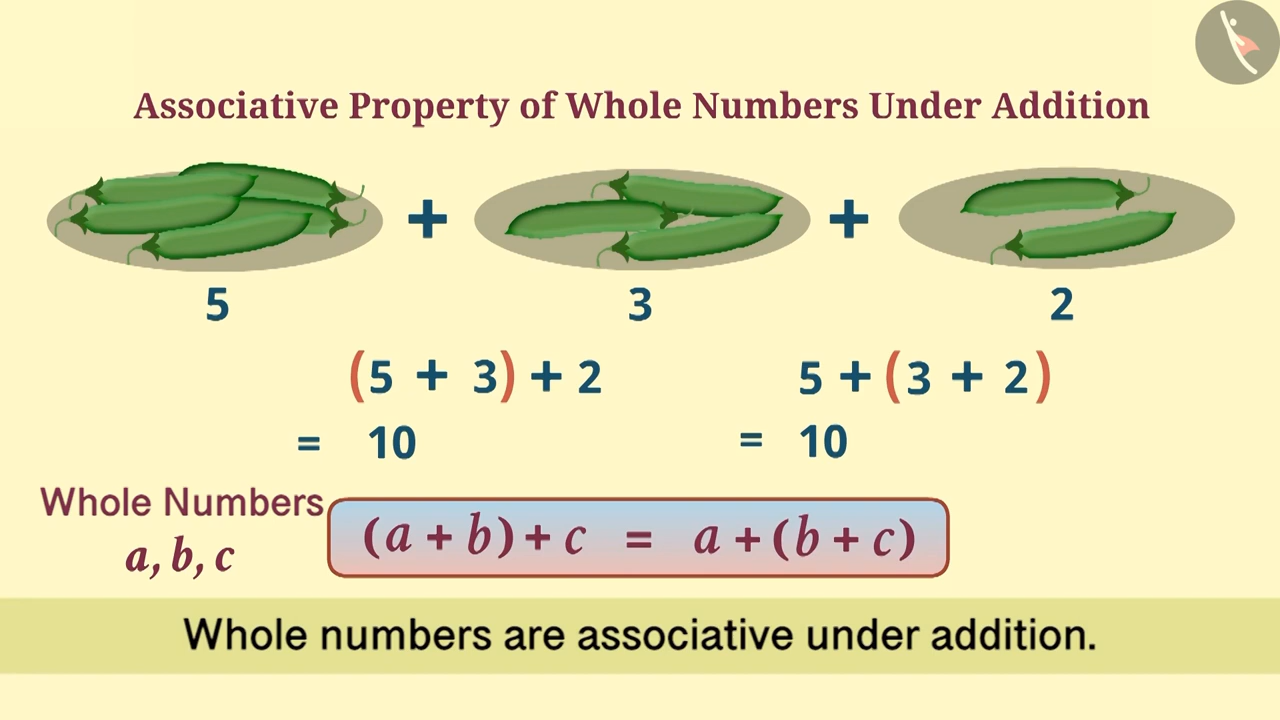 Associative Property of Whole Numbers Under Addition
+ +
5 3 2
(5 + 3) + 2 5 + (3 + 2)
= 10 = 10
Whole Numbers
a, b, c
(a + b) + c = a + (b + c)
Whole numbers are associative under addition.